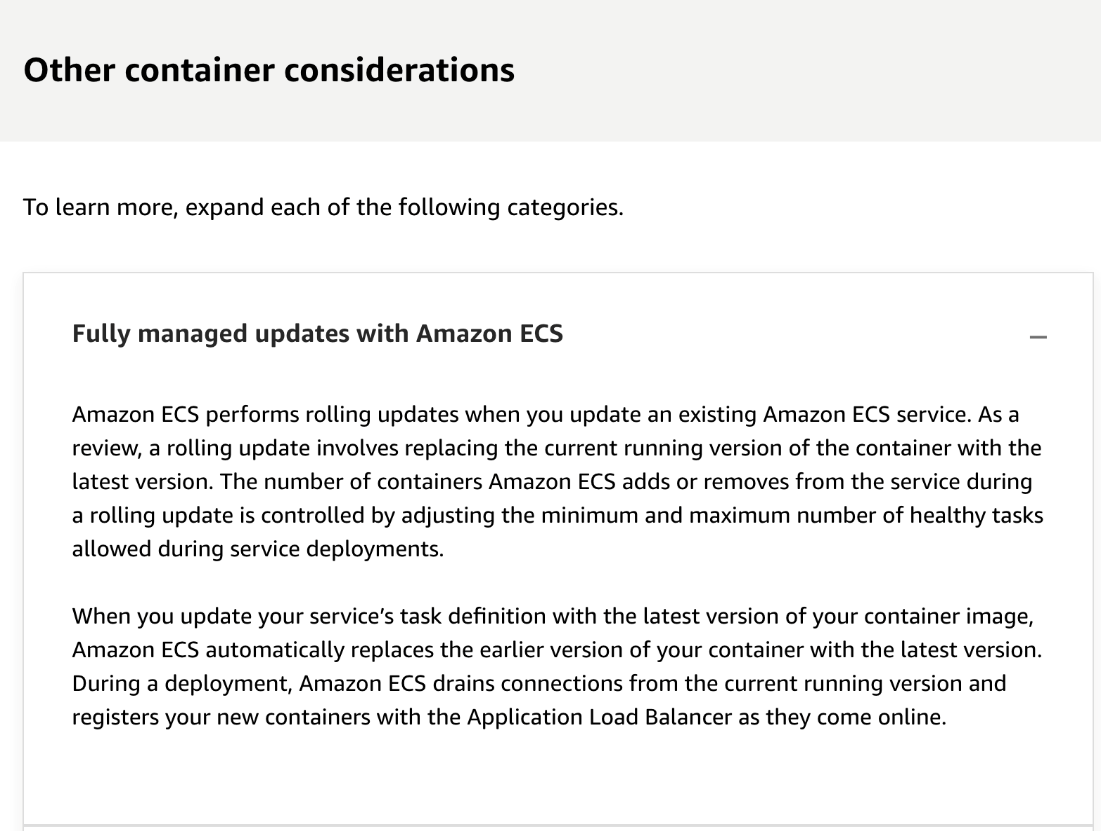 Other container considerations
To learn more, expand each of the following categories.
Fully managed updates with Amazon ECS
Amazon ECS performs rolling updates when you update an existing Amazon ECS service. As a
review, a rolling update involves replacing the current running version of the container with the
latest version. The number of containers Amazon ECS adds or removes from the service during
a rolling update is controlled by adjusting the minimum and maximum number of healthy tasks
allowed during service deployments.
When you update your service’s task definition with the latest version of your container image,
Amazon ECS automatically replaces the earlier version of your container with the latest version.
During a deployment, Amazon ECS drains connections from the current running version and
registers your new containers with the Application Load Balancer as they come online.